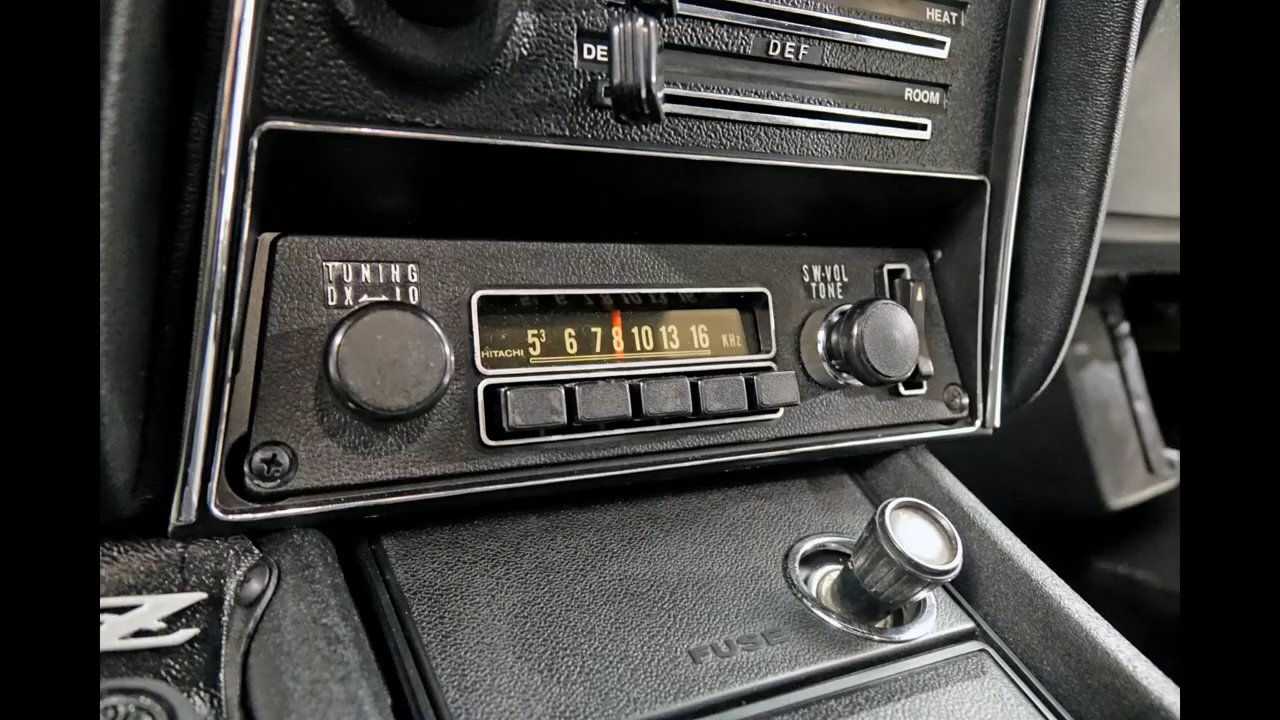 HEAT
DE
DEF
ROOM
TUNING
DX LO
SW-VOL
TONE
HITACHI 5³ 6 7 8 10 13 16 KHz
FUSE
Z